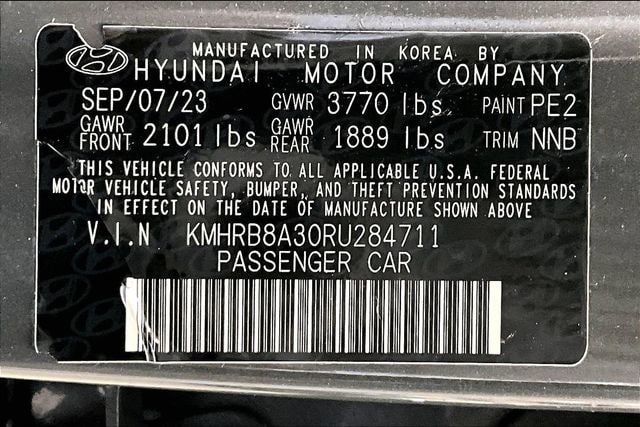 MANUFACTURED IN KOREA BY
HYUNDAI MOTOR COMPANY
SEP/07/23 GVWR 3770 lbs PAINT PE2
GAWR FRONT 2101 lbs GAWR REAR 1889 lbs TRIM NNB
THIS VEHICLE CONFORMS TO ALL APPLICABLE U.S.A. FEDERAL
MOTOR VEHICLE SAFETY, BUMPER, AND THEFT PREVENTION STANDARDS
IN EFFECT ON THE DATE OF MANUFACTURE SHOWN ABOVE
V.I.N KMHRB8A30RU284711
PASSENGER CAR